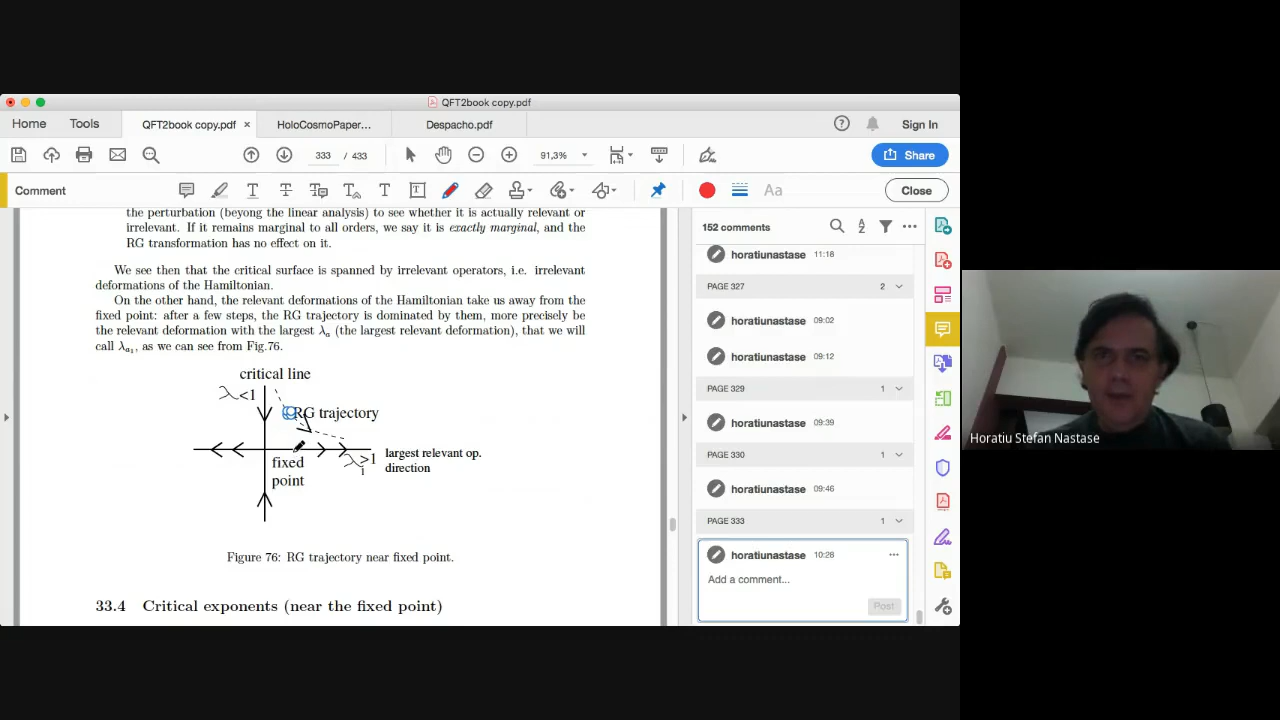 QFT2book copy.pdf
Home Tools QFT2book copy.pdf × HoloCosmoPaper... Despacho.pdf Sign In
333 / 433 91,3% Share
Comment Aa Close
the perturbation (beyong the linear analysis) to see whether it is actually relevant or
irrelevant. If it remains marginal to all orders, we say it is exactly marginal, and the
RG transformation has no effect on it.
We see then that the critical surface is spanned by irrelevant operators, i.e. irrelevant
deformations of the Hamiltonian.
On the other hand, the relevant deformations of the Hamiltonian take us away from the
fixed point: after a few steps, the RG trajectory is dominated by them, more precisely be
the relevant deformation with the largest λa (the largest relevant deformation), that we will
call λa1, as we can see from Fig.76.
critical line
λ<1
RG trajectory
λ>1
1
largest relevant op.
direction
fixed
point
Figure 76: RG trajectory near fixed point.
33.4 Critical exponents (near the fixed point)
152 comments
horatiunastase 11:18
PAGE 327 2
horatiunastase 09:02
horatiunastase 09:12
PAGE 329 1
horatiunastase 09:39
PAGE 330 1
horatiunastase 09:46
PAGE 333 1
horatiunastase 10:28
Add a comment...
Post
Horatiu Stefan Nastase